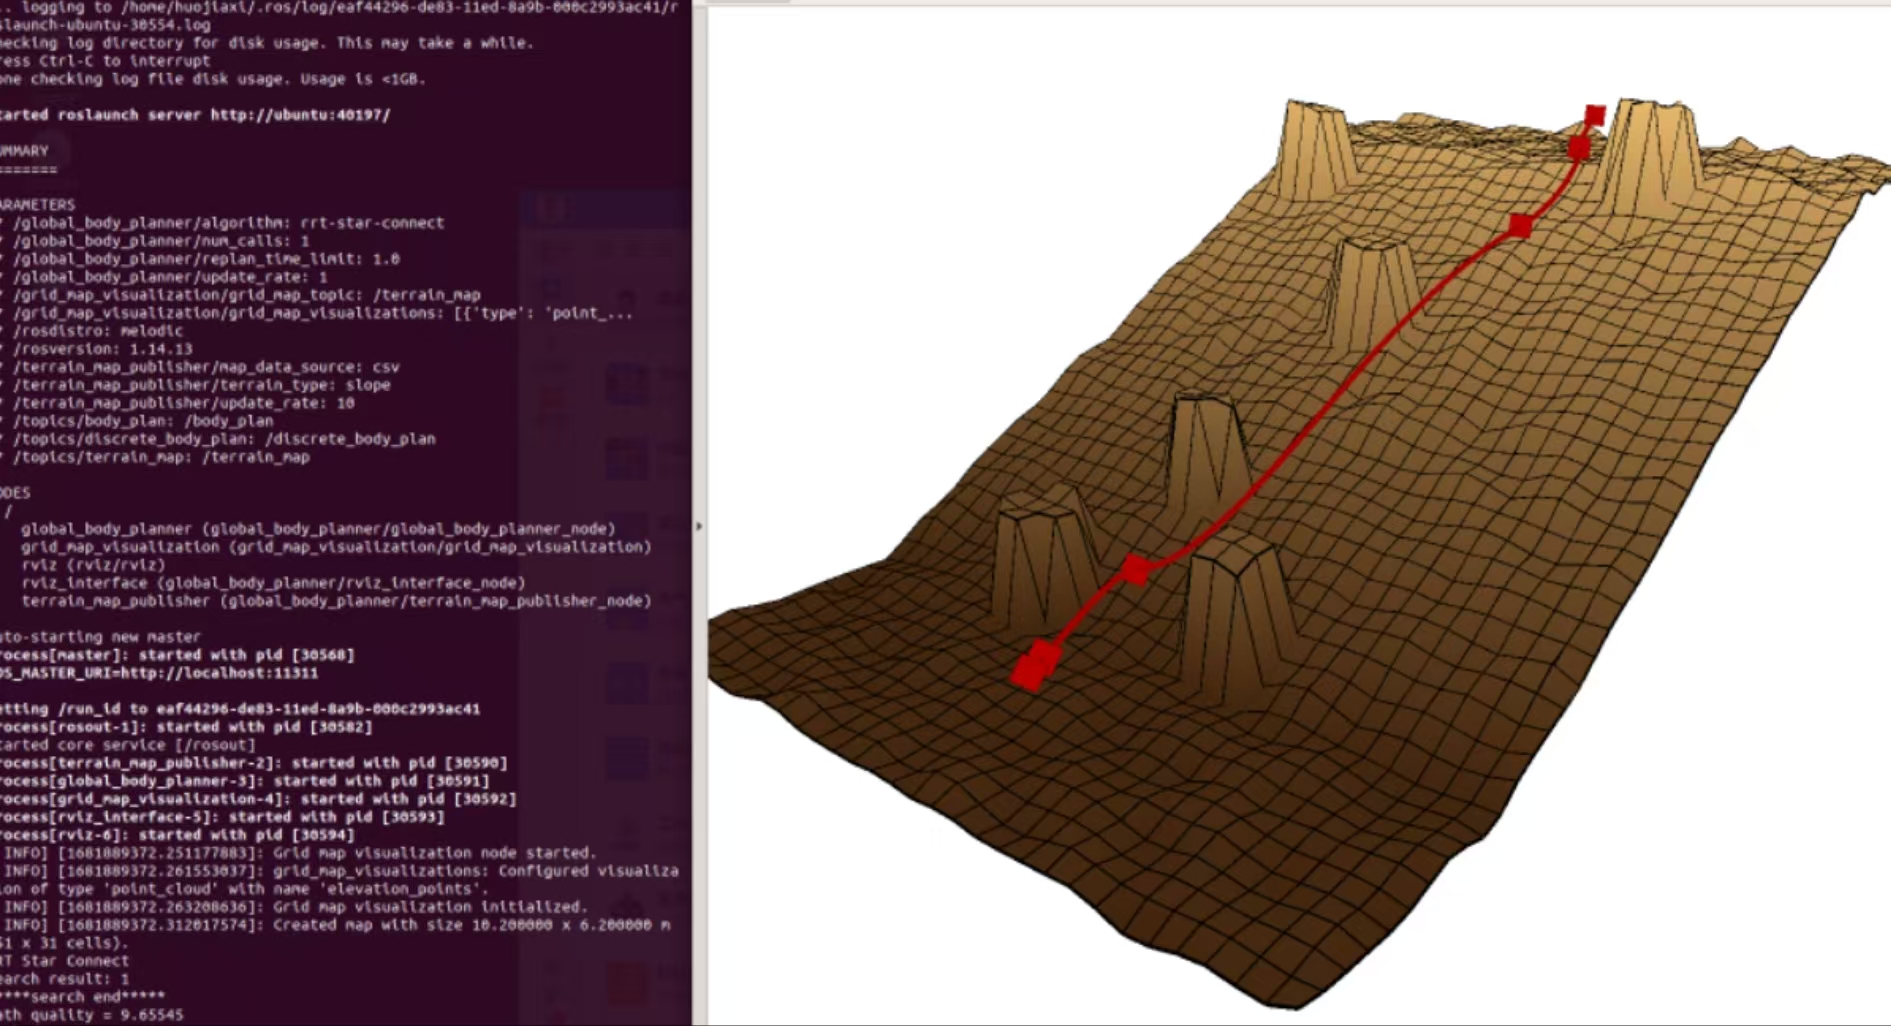 .. logging to /home/huojiaxi/.ros/log/eaf44296-de83-11ed-8a9b-000c2993ac41/r
slaunch-ubuntu-30554.log
ecking log directory for disk usage. This may take a while.
ress Ctrl-C to interrupt
one checking log file disk usage. Usage is <1GB.
tarted roslaunch server http://ubuntu:40197/
UMMARY
=======
ARAMETERS
* /global_body_planner/algorithm: rrt-star-connect
* /global_body_planner/num_calls: 1
* /global_body_planner/replan_time_limit: 1.0
* /global_body_planner/update_rate: 1
* /grid_map_visualization/grid_map_topic: /terrain_map
* /grid_map_visualization/grid_map_visualizations: [{'type': 'point_...
* /rosdistro: melodic
* /rosversion: 1.14.13
* /terrain_map_publisher/map_data_source: csv
* /terrain_map_publisher/terrain_type: slope
* /terrain_map_publisher/update_rate: 10
* /topics/body_plan: /body_plan
* /topics/discrete_body_plan: /discrete_body_plan
* /topics/terrain_map: /terrain_map
ODES
/
global_body_planner (global_body_planner/global_body_planner_node)
grid_map_visualization (grid_map_visualization/grid_map_visualization)
rviz (rviz/rviz)
rviz_interface (global_body_planner/rviz_interface_node)
terrain_map_publisher (global_body_planner/terrain_map_publisher_node)
uto-starting new master
rocess[master]: started with pid [30568]
OS_MASTER_URI=http://localhost:11311
etting /run_id to eaf44296-de83-11ed-8a9b-000c2993ac41
rocess[rosout-1]: started with pid [30582]
tarted core service [/rosout]
rocess[terrain_map_publisher-2]: started with pid [30590]
rocess[global_body_planner-3]: started with pid [30591]
rocess[grid_map_visualization-4]: started with pid [30592]
rocess[rviz_interface-5]: started with pid [30593]
rocess[rviz-6]: started with pid [30594]
INFO] [1681889372.251177883]: Grid map visualization node started.
INFO] [1681889372.261553037]: grid_map_visualizations: Configured visualiza
ion of type 'point_cloud' with name 'elevation_points'.
INFO] [1681889372.263208636]: Grid map visualization initialized.
INFO] [1681889372.312017574]: Created map with size 10.200000 x 6.200000 m
51 x 31 cells).
RT Star Connect
earch result: 1
****search end*****
ath quality = 9.65545